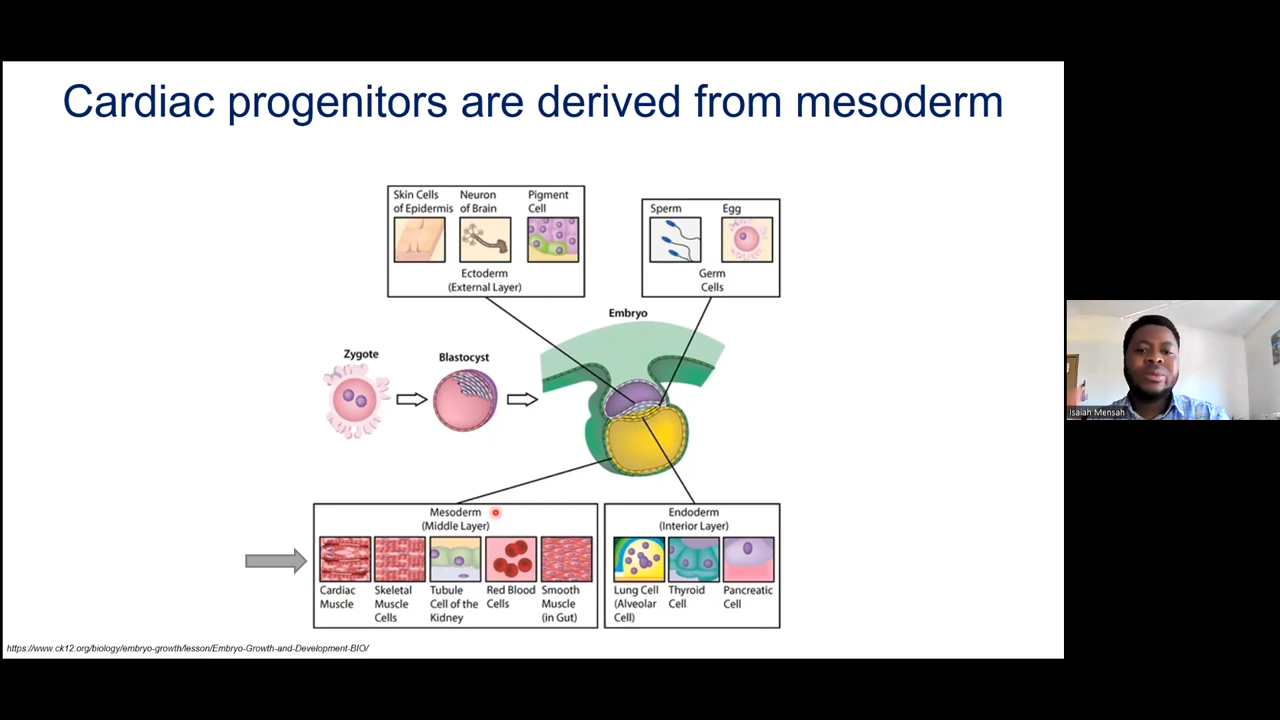 Cardiac progenitors are derived from mesoderm
Skin Cells
of Epidermis
Neuron
of Brain
Pigment
Cell
Ectoderm
(External Layer)
Sperm
Egg
Germ
Cells
Embryo
Zygote
Blastocyst
Mesoderm
(Middle Layer)
Cardiac
Muscle
Skeletal
Muscle
Cells
Tubule
Cell of the
Kidney
Red Blood
Cells
Smooth
Muscle
(in Gut)
Endoderm
(Interior Layer)
Lung Cell
(Alveolar
Cell)
Thyroid
Cell
Pancreatic
Cell
https://www.ck12.org/biology/embryo-growth/lesson/Embryo-Growth-and-Development-BIO/
Isaiah Mensah